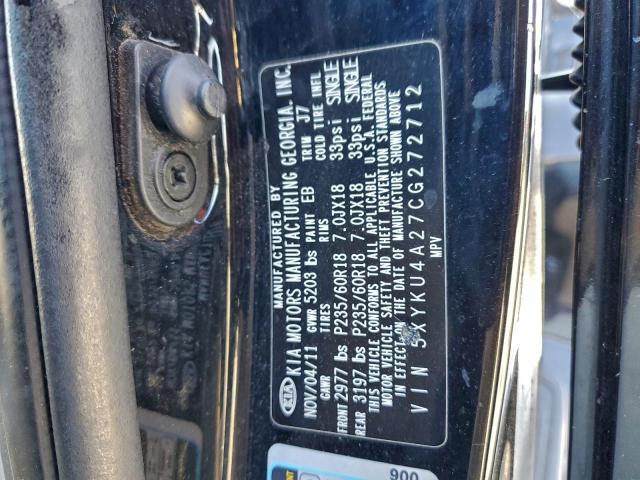 MANUFACTURED BY
KIA KIA MOTORS MANUFACTURING GEORGIA, INC.
NOV/04/11 GVWR 5203 lbs PAINT EB TRIM J7
GAWR TIRES RIMS COLD TIRE INFL
FRONT 2977 lbs P235/60R18 7.0JX18 33psi SINGLE
REAR 3197 lbs P235/60R18 7.0JX18 33psi SINGLE
THIS VEHICLE CONFORMS TO ALL APPLICABLE U.S.A. FEDERAL
MOTOR VEHICLE SAFETY AND THEFT PREVENTION STANDARDS
IN EFFECT ON THE DATE OF MANUFACTURE SHOWN ABOVE
VIN 5XYKU4A27CG272712
MPV
900